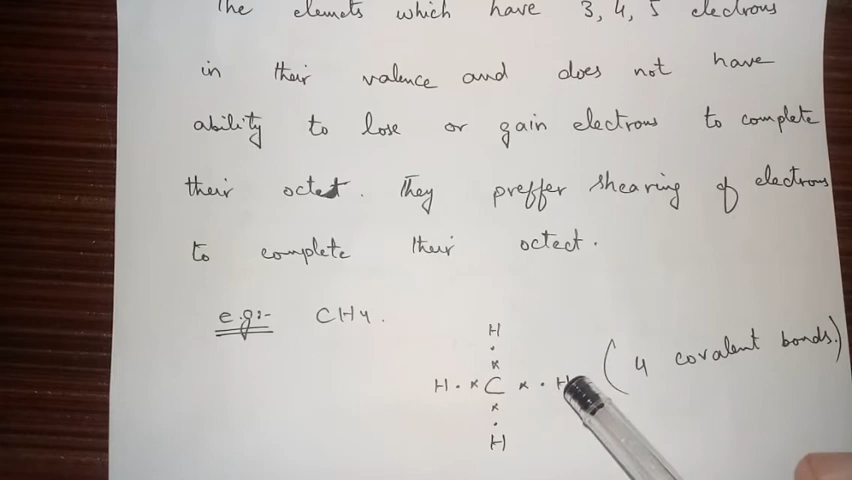 The elemets which have 3, 4, 5 electrons
in their valence and does not have
ability to lose or gain electrons to complete
their octet. They preffer shearing of electrons
to complete their octect.
e.g:- CH4.
H
H · x C x · H
H
( 4 covalent bonds.)